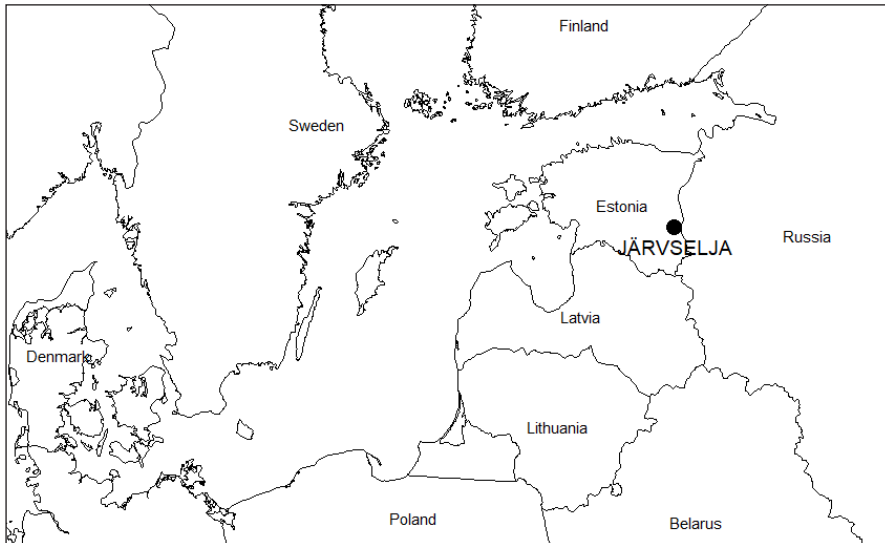 Finland
Sweden
Estonia
JÄRVSELJA
Russia
Latvia
Denmark
Lithuania
Poland
Belarus